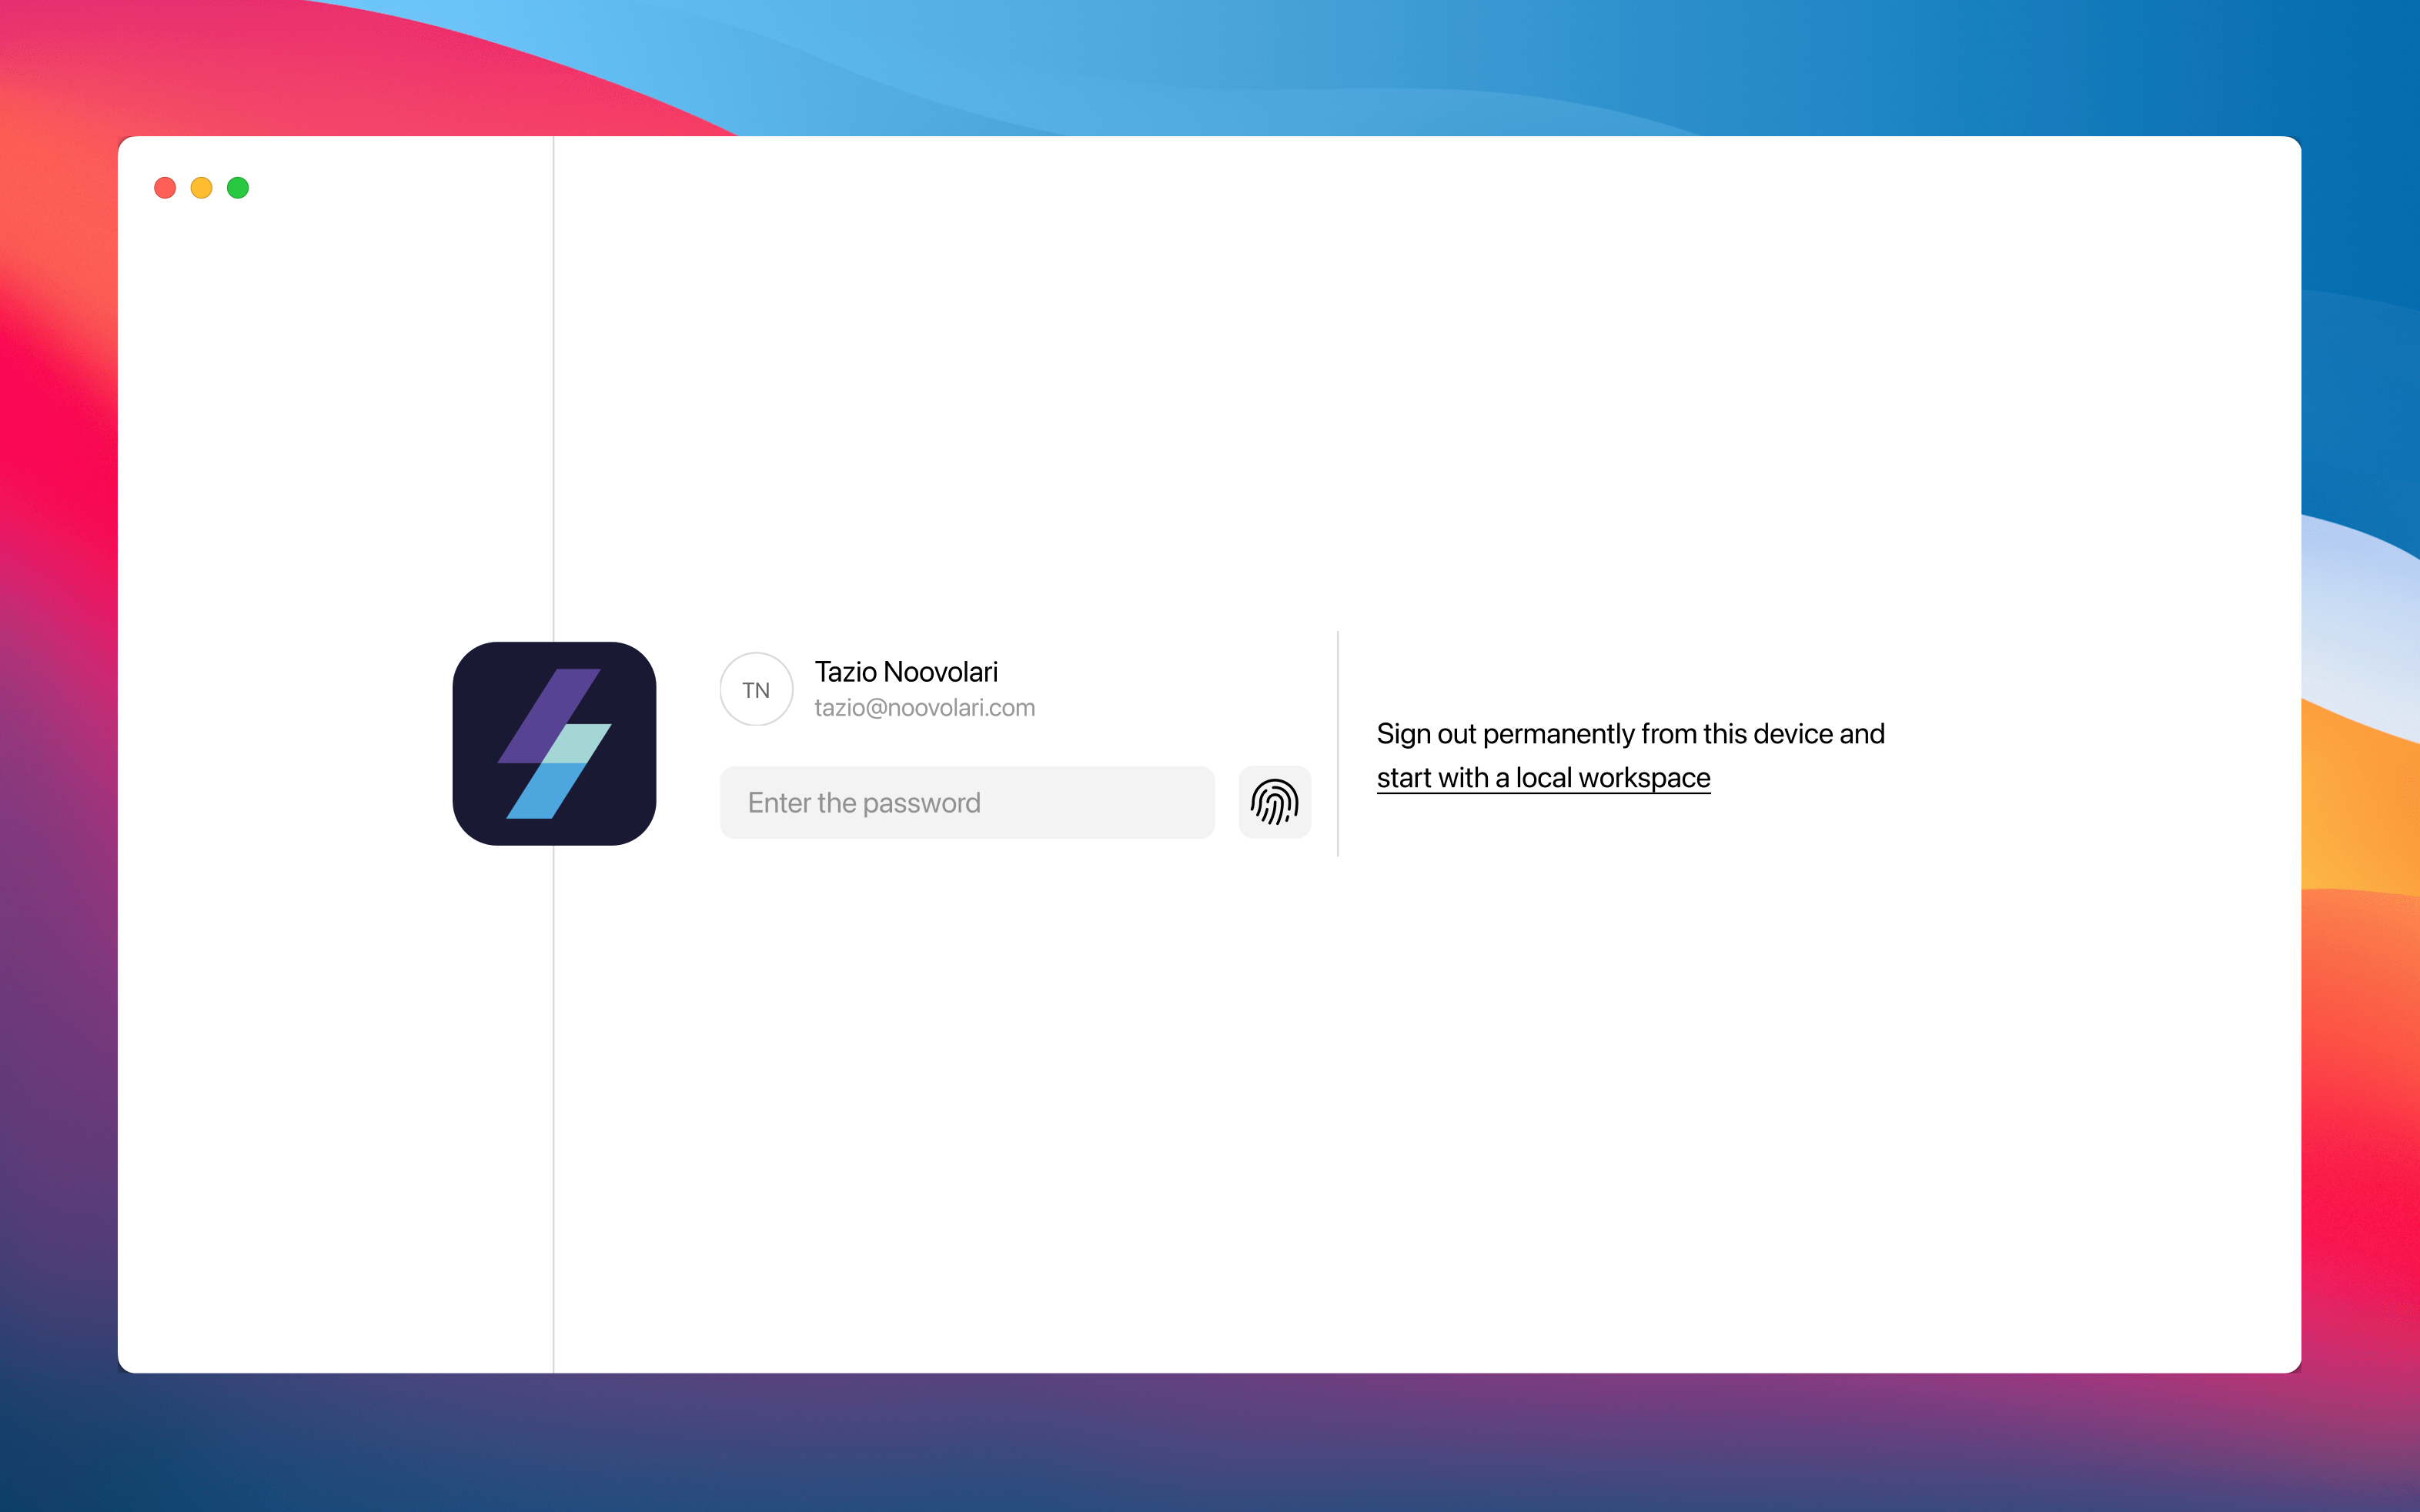 TN
Tazio Noovolari
tazio@noovolari.com
Enter the password
Sign out permanently from this device and
start with a local workspace